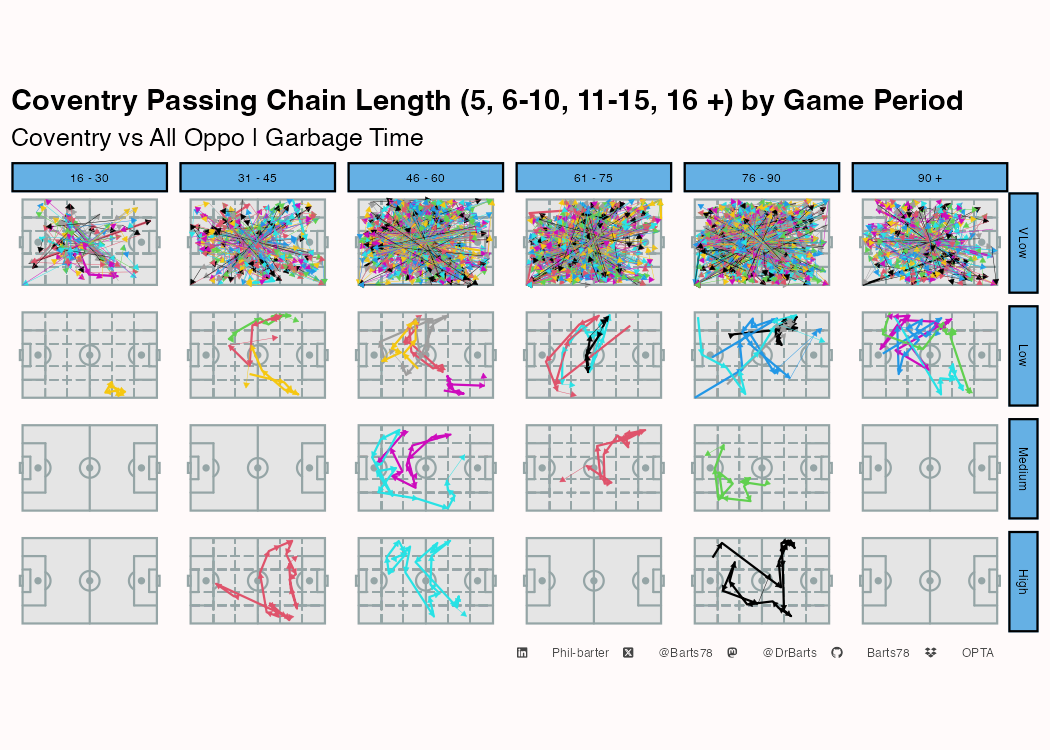 Coventry Passing Chain Length (5, 6-10, 11-15, 16 +) by Game Period
Coventry vs All Oppo | Garbage Time
16 - 30
31 - 45
46 - 60
61 - 75
76 - 90
90 +
V.Low
Low
Medium
High
Phil-barter @Barts78 @DrBarts Barts78 OPTA